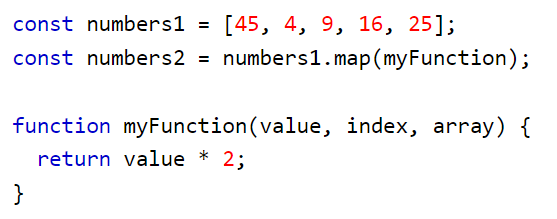 const numbers1 = [45, 4, 9, 16, 25];
const numbers2 = numbers1.map(myFunction);

function myFunction(value, index, array) {
  return value * 2;
}